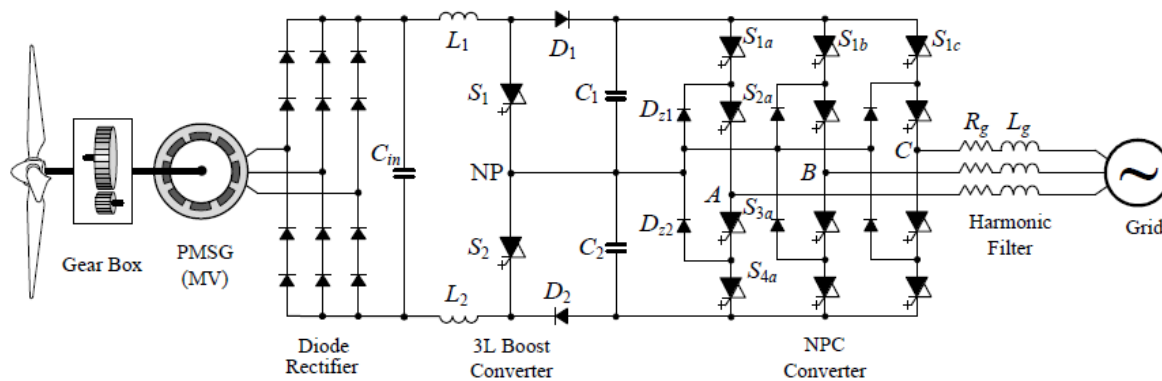 L1
D1
S1a
S1b
S1c
S1
C1
Dz1
S2a
Cin
NP
Rg
Lg
C
B
A
S2
C2
Dz2
S3a
S4a
L2
D2
Gear Box
PMSG
(MV)
Diode
Rectifier
3L Boost
Converter
NPC
Converter
Harmonic
Filter
Grid